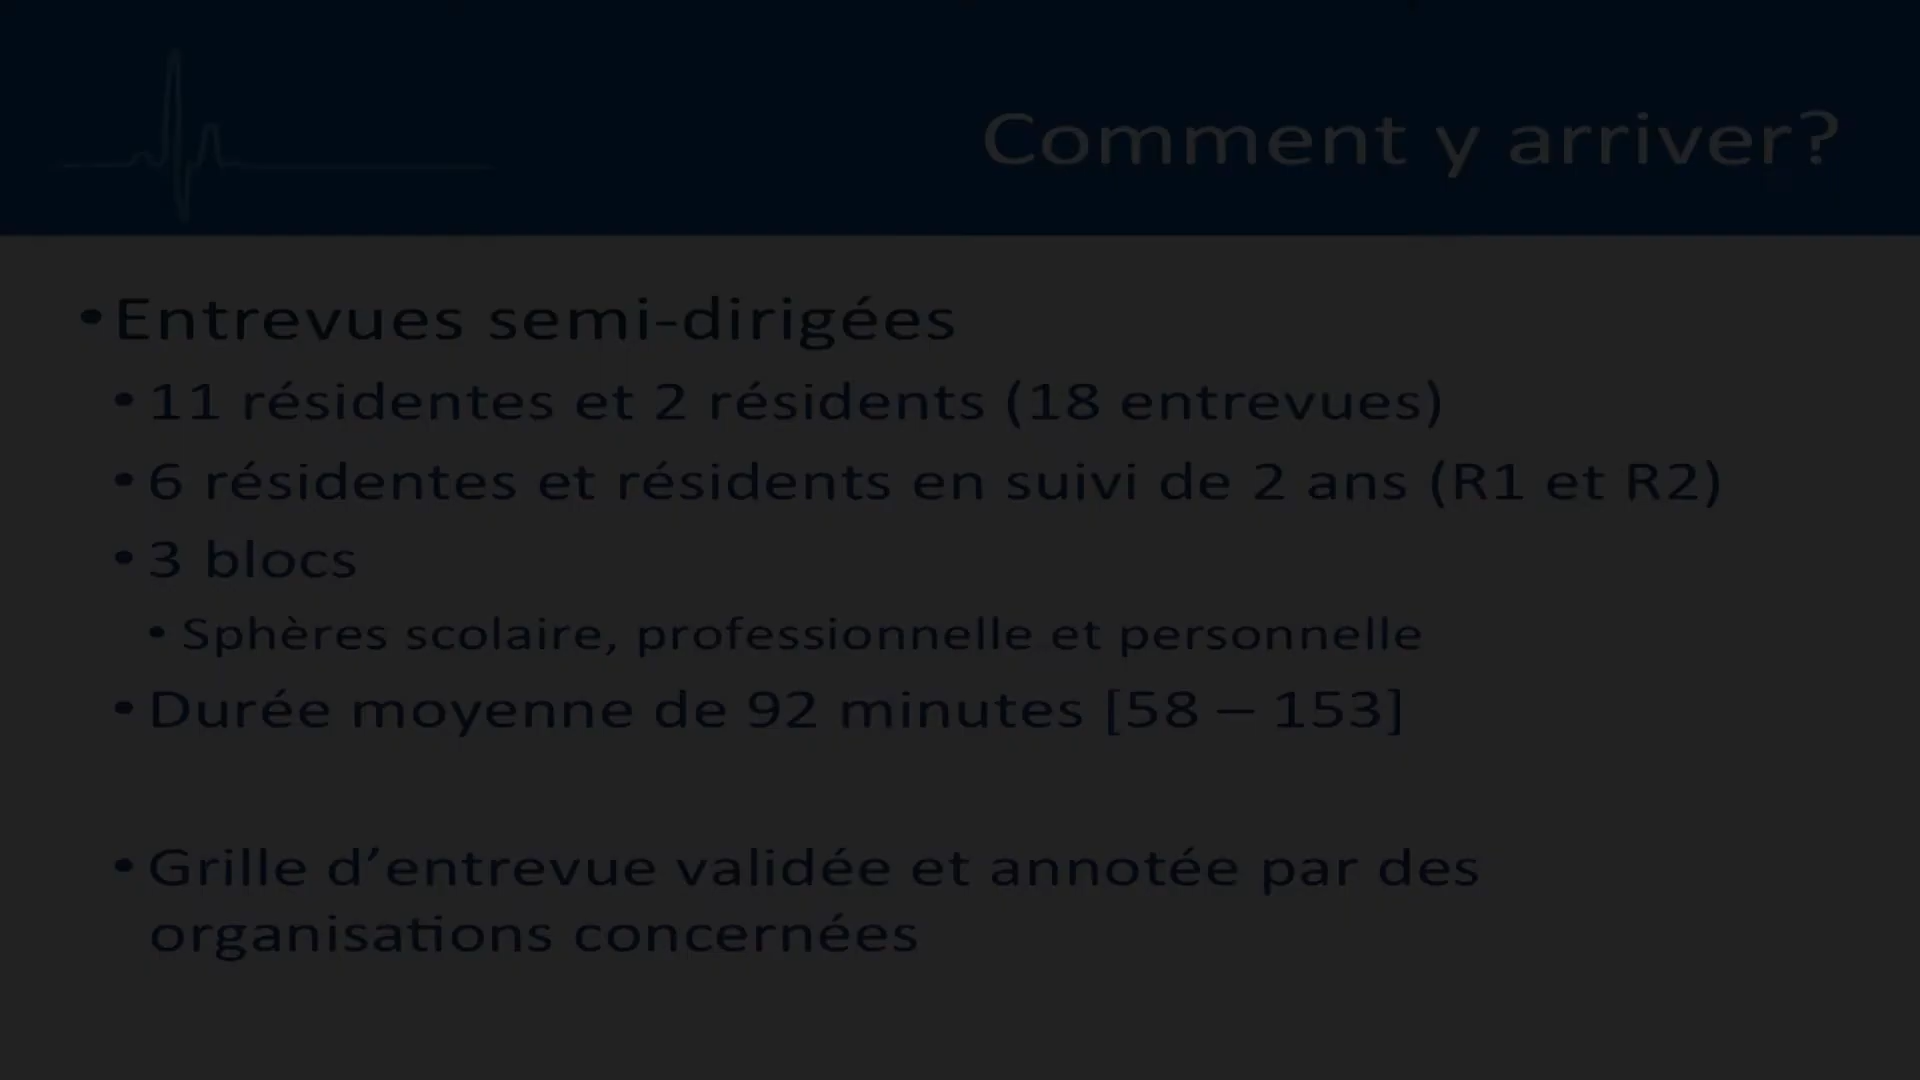 Comment y arriver?
• Entrevues semi-dirigées
• 11 résidentes et 2 résidents (18 entrevues)
• 6 résidentes et résidents en suivi de 2 ans (R1 et R2)
• 3 blocs
• Sphères scolaire, professionnelle et personnelle
• Durée moyenne de 92 minutes [58 – 153]
• Grille d’entrevue validée et annotée par des
organisations concernées